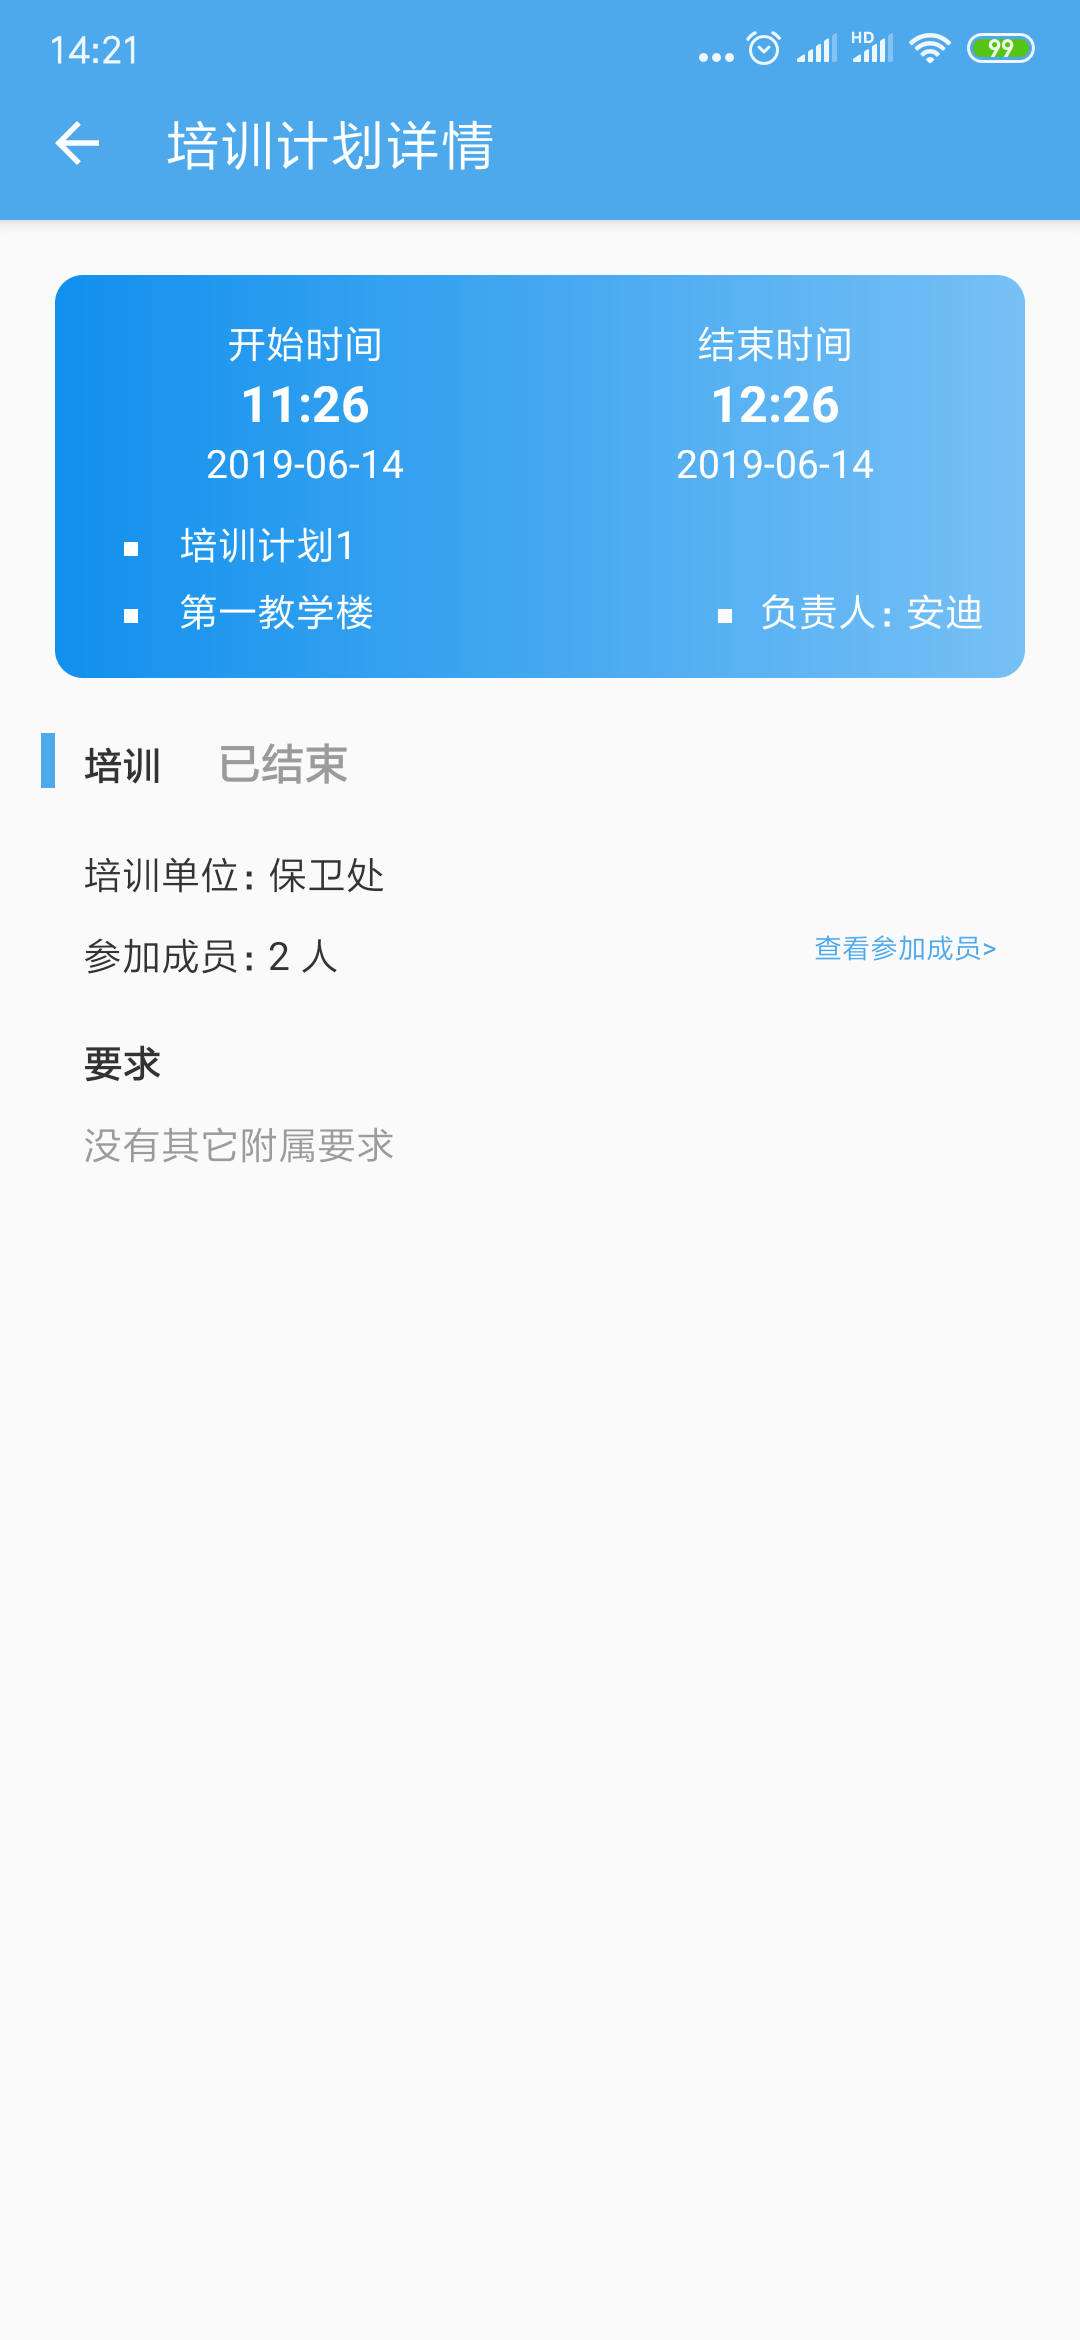 14:21
HD
99
培训计划详情
开始时间 结束时间
11:26 12:26
2019-06-14 2019-06-14
培训计划1
第一教学楼 负责人: 安迪
培训 已结束
培训单位: 保卫处
参加成员: 2 人 查看参加成员>
要求
没有其它附属要求